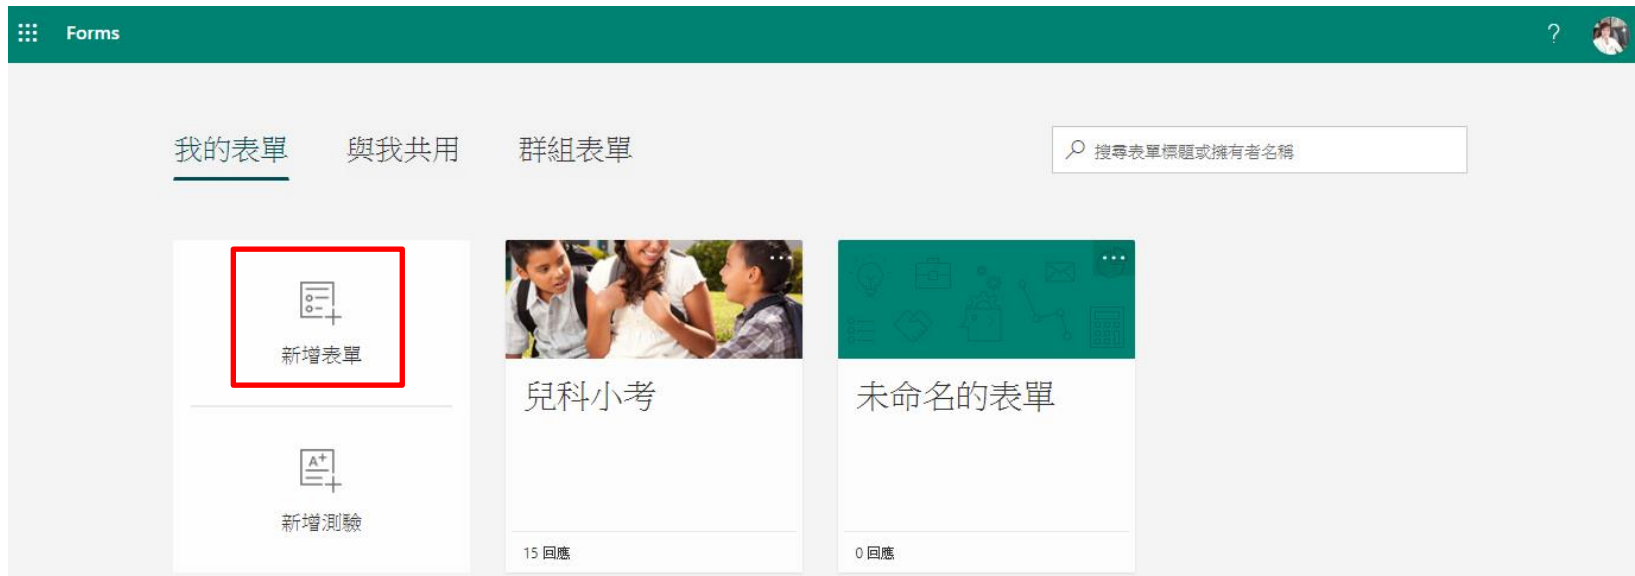 Forms
?
我的表單 與我共用 群組表單
搜尋表單標題或擁有者名稱
新增表單
A+
新增測驗
兒科小考
15 回應
未命名的表單
0 回應